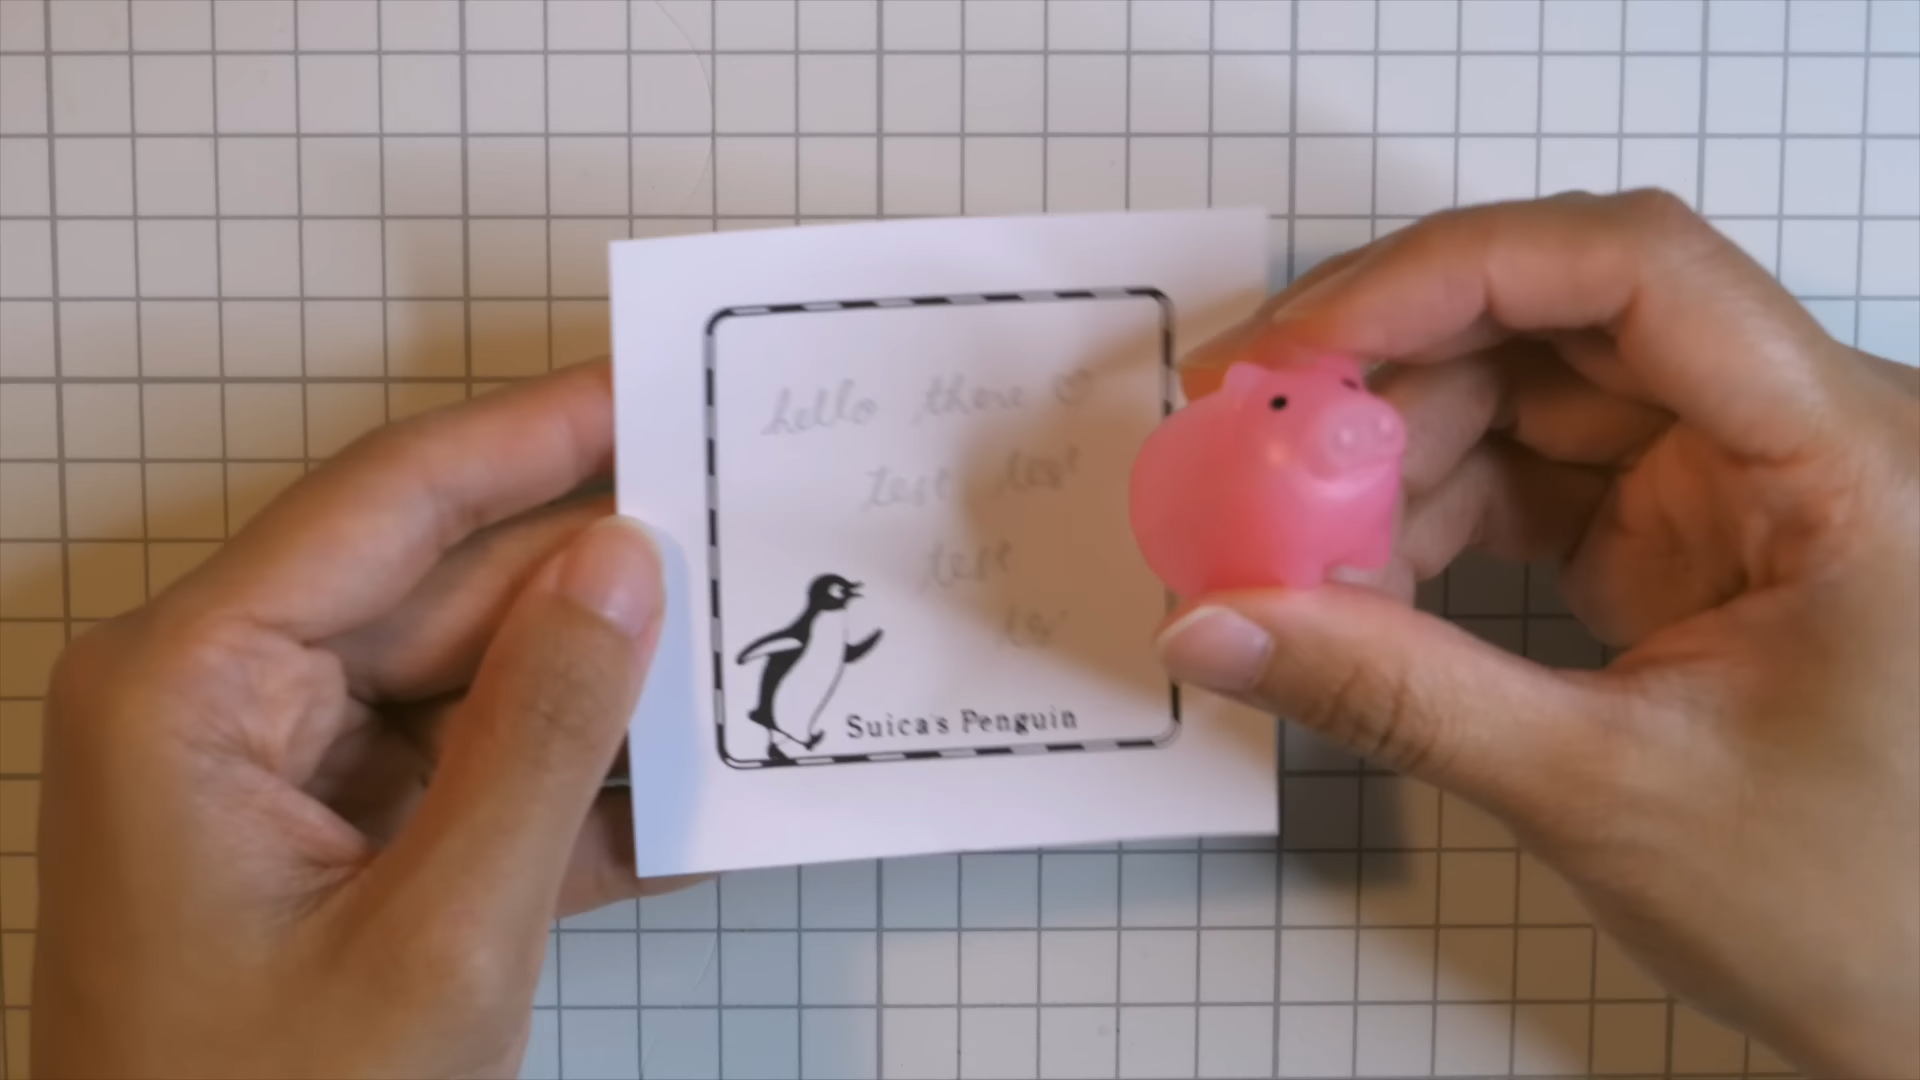 hello there ♡
test test
test
Suica's Penguin